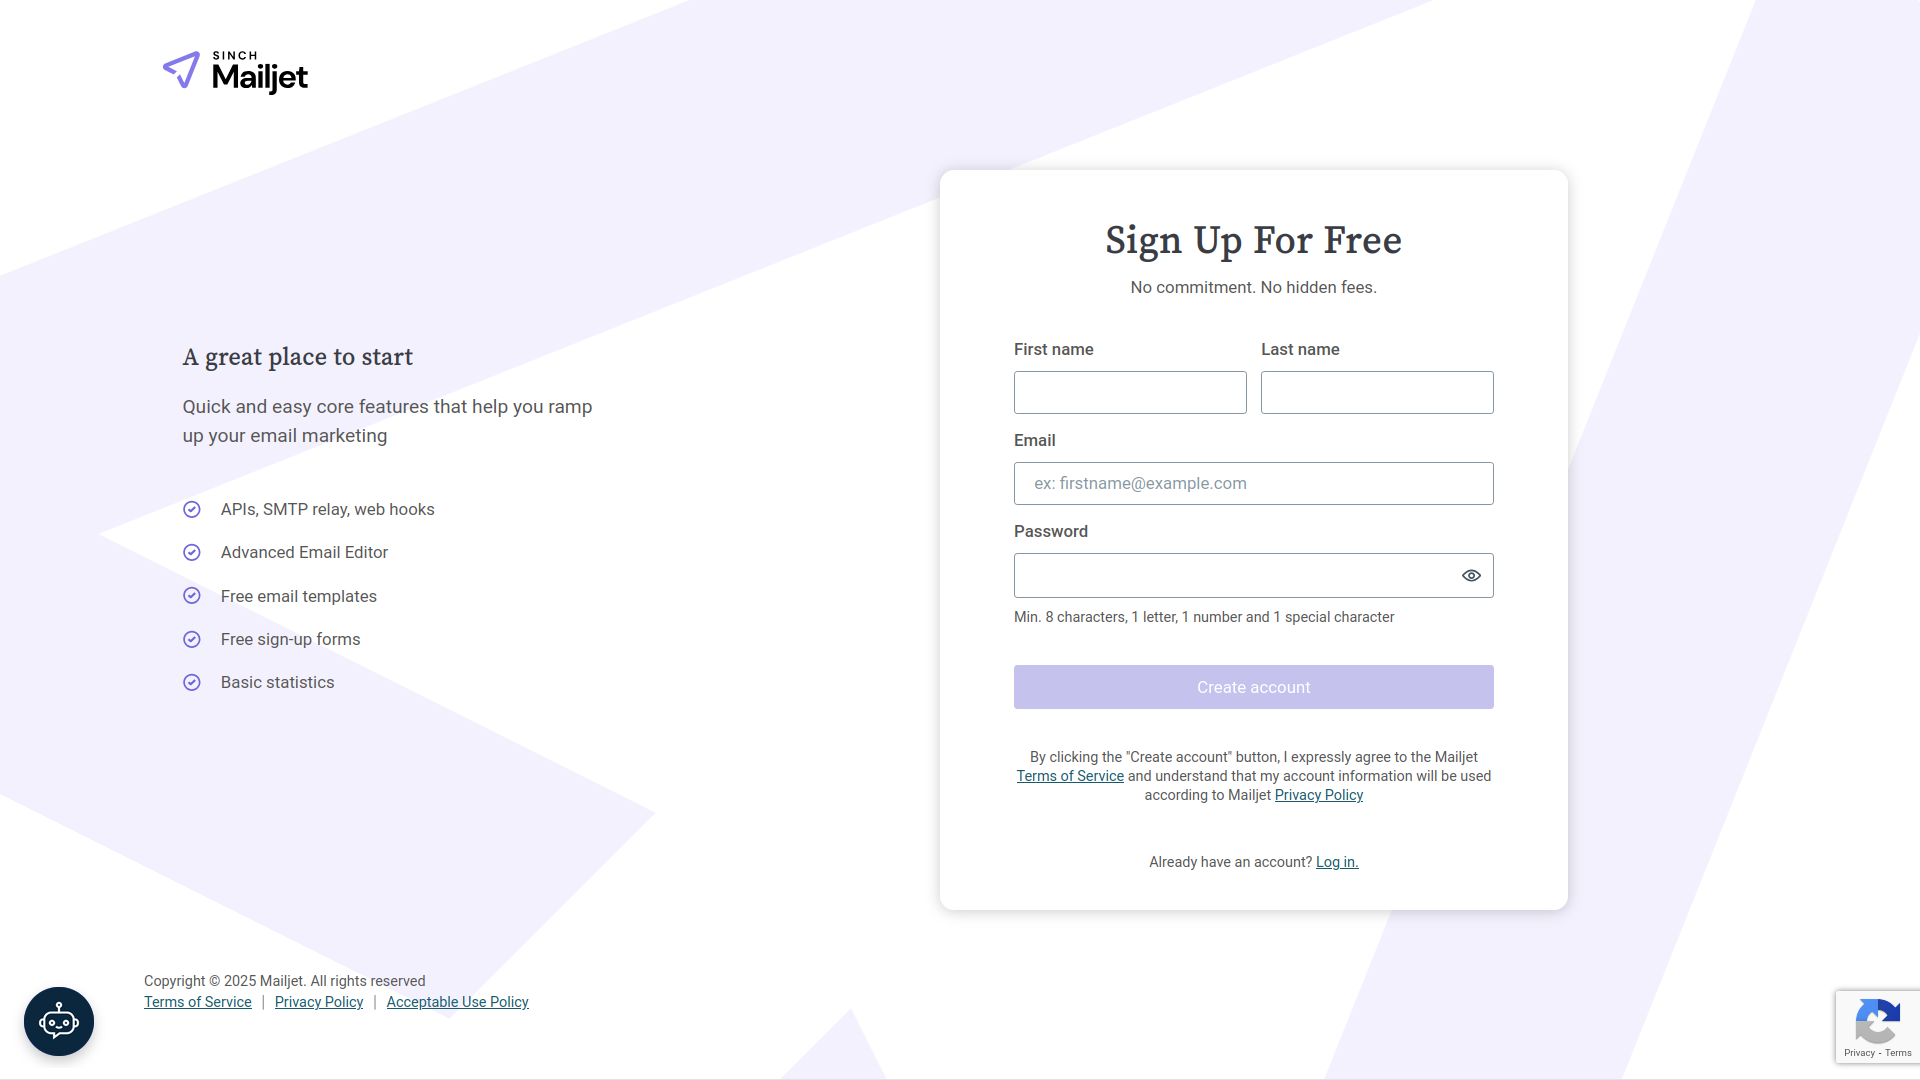 SINCH
Mailjet
A great place to start
Quick and easy core features that help you ramp
up your email marketing
APIs, SMTP relay, web hooks
Advanced Email Editor
Free email templates
Free sign-up forms
Basic statistics
Sign Up For Free
No commitment. No hidden fees.
First name Last name
Email
ex: firstname@example.com
Password
Min. 8 characters, 1 letter, 1 number and 1 special character
Create account
By clicking the "Create account" button, I expressly agree to the Mailjet
Terms of Service and understand that my account information will be used
according to Mailjet Privacy Policy
Already have an account? Log in.
Copyright © 2025 Mailjet. All rights reserved
Terms of Service | Privacy Policy | Acceptable Use Policy
Privacy - Terms